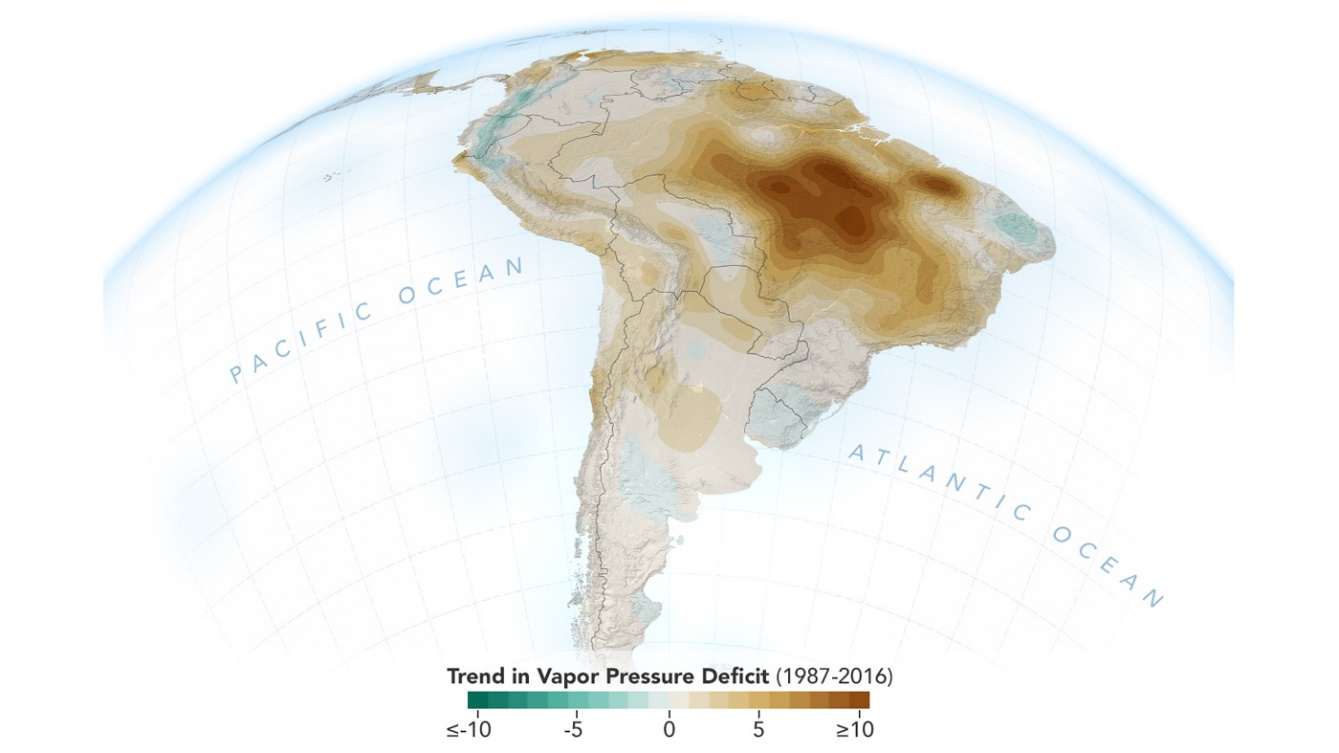 PACIFIC OCEAN
ATLANTIC OCEAN
Trend in Vapor Pressure Deficit (1987-2016)
≤-10 -5 0 5 ≥10